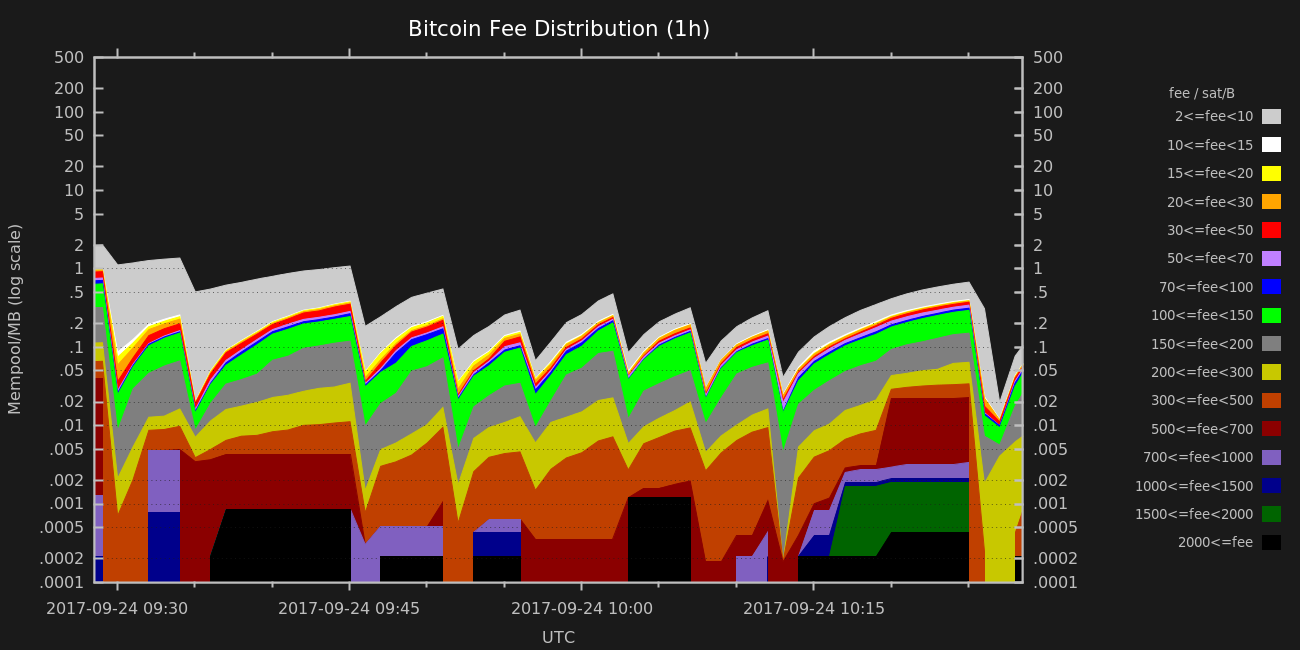 Bitcoin Fee Distribution (1h)
Mempool/MB (log scale)
500
200
100
50
20
10
5
2
1
.5
.2
.1
.05
.02
.01
.005
.002
.001
.0005
.0002
.0001
500
200
100
50
20
10
5
2
1
.5
.2
.1
.05
.02
.01
.005
.002
.001
.0005
.0002
.0001
2017-09-24 09:30
2017-09-24 09:45
2017-09-24 10:00
2017-09-24 10:15
UTC
fee / sat/B
2<=fee<10
10<=fee<15
15<=fee<20
20<=fee<30
30<=fee<50
50<=fee<70
70<=fee<100
100<=fee<150
150<=fee<200
200<=fee<300
300<=fee<500
500<=fee<700
700<=fee<1000
1000<=fee<1500
1500<=fee<2000
2000<=fee